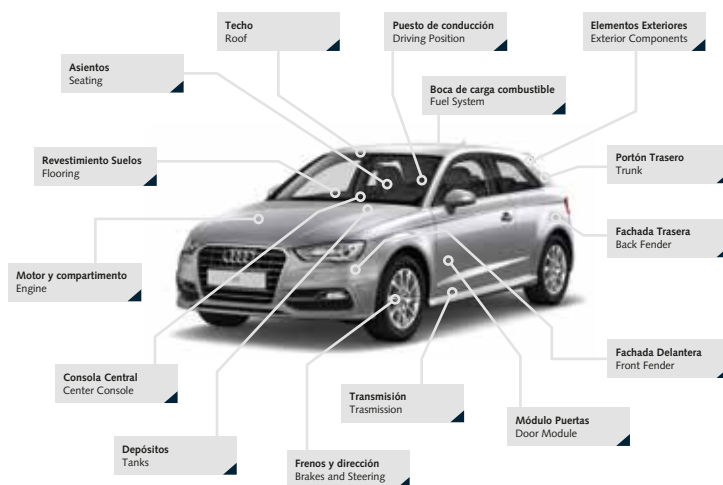 Techo
Roof
Puesto de conducción
Driving Position
Elementos Exteriores
Exterior Components
Asientos
Seating
Boca de carga combustible
Fuel System
Revestimiento Suelos
Flooring
Portón Trasero
Trunk
Fachada Trasera
Back Fender
Motor y compartimento
Engine
Fachada Delantera
Front Fender
Consola Central
Center Console
Transmisión
Trasmission
Módulo Puertas
Door Module
Depósitos
Tanks
Frenos y dirección
Brakes and Steering